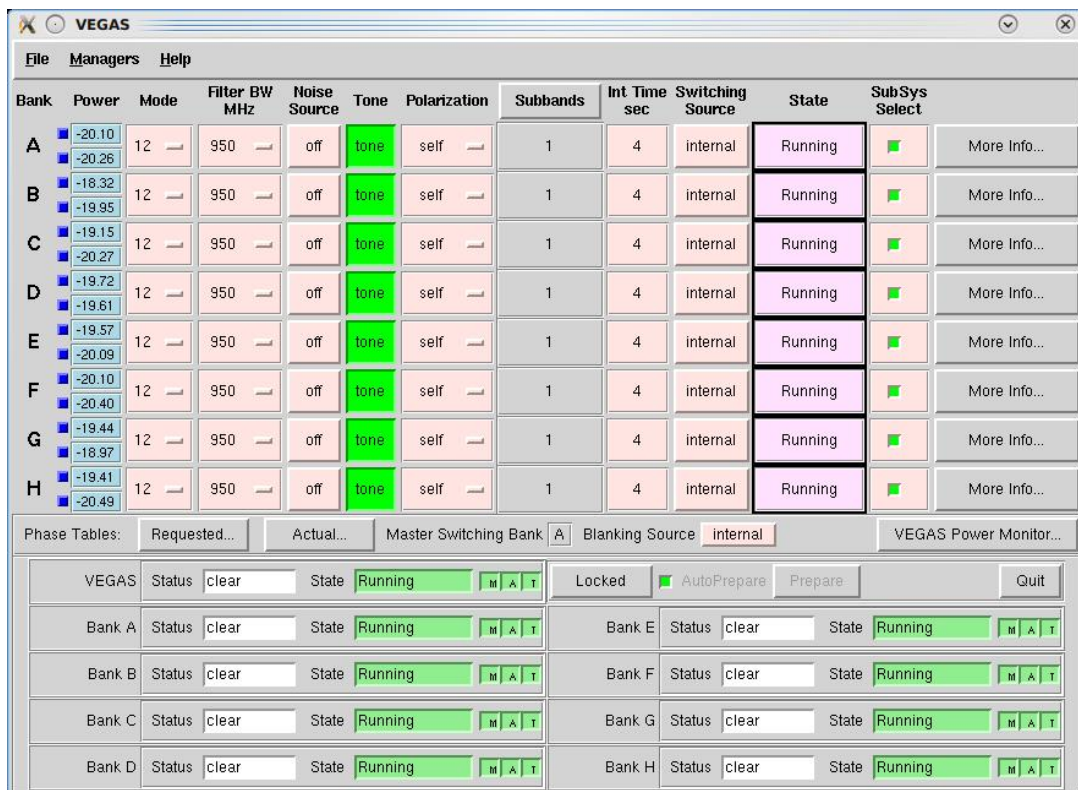 VEGAS
File Managers Help
Bank Power Mode Filter BW MHz Noise Source Tone Polarization Subbands Int Time sec Switching Source State SubSys Select
A -20.10 -20.26 12 950 off tone self 1 4 internal Running More Info...
B -18.32 -19.95 12 950 off tone self 1 4 internal Running More Info...
C -19.15 -20.27 12 950 off tone self 1 4 internal Running More Info...
D -19.72 -19.61 12 950 off tone self 1 4 internal Running More Info...
E -19.57 -20.09 12 950 off tone self 1 4 internal Running More Info...
F -20.10 -20.40 12 950 off tone self 1 4 internal Running More Info...
G -19.44 -18.97 12 950 off tone self 1 4 internal Running More Info...
H -19.41 -20.49 12 950 off tone self 1 4 internal Running More Info...
Phase Tables: Requested... Actual... Master Switching Bank A Blanking Source internal VEGAS Power Monitor...
VEGAS Status clear State Running M A T Locked AutoPrepare Prepare Quit
Bank A Status clear State Running M A T Bank E Status clear State Running M A T
Bank B Status clear State Running M A T Bank F Status clear State Running M A T
Bank C Status clear State Running M A T Bank G Status clear State Running M A T
Bank D Status clear State Running M A T Bank H Status clear State Running M A T